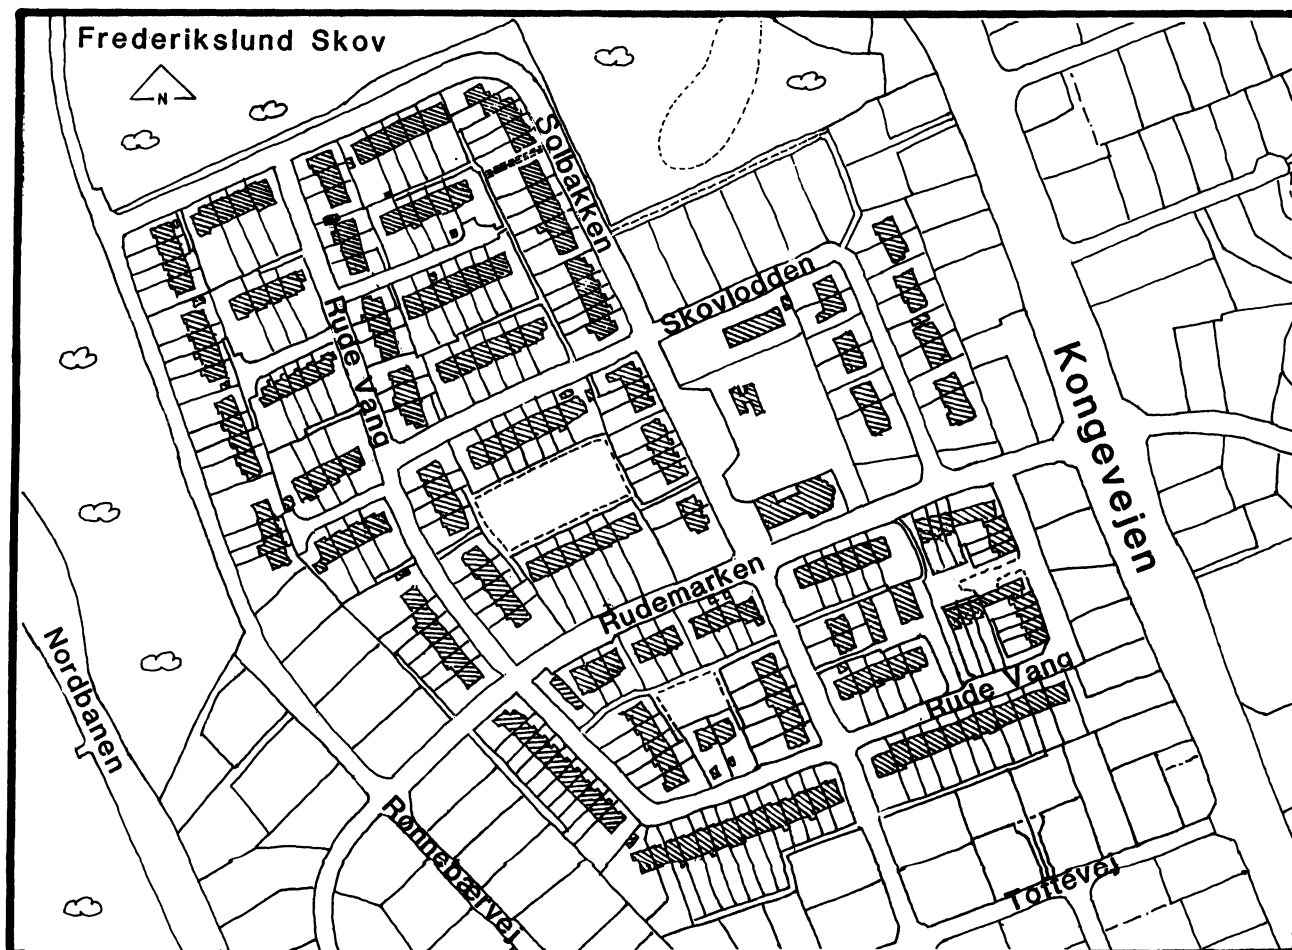 Frederikslund Skov
N
Solbakken
Skovlodden
Rude Vang
Kongevejen
Rudemarken
Nordbanen
Rude Vang
Rønnebærvej
Toftevej